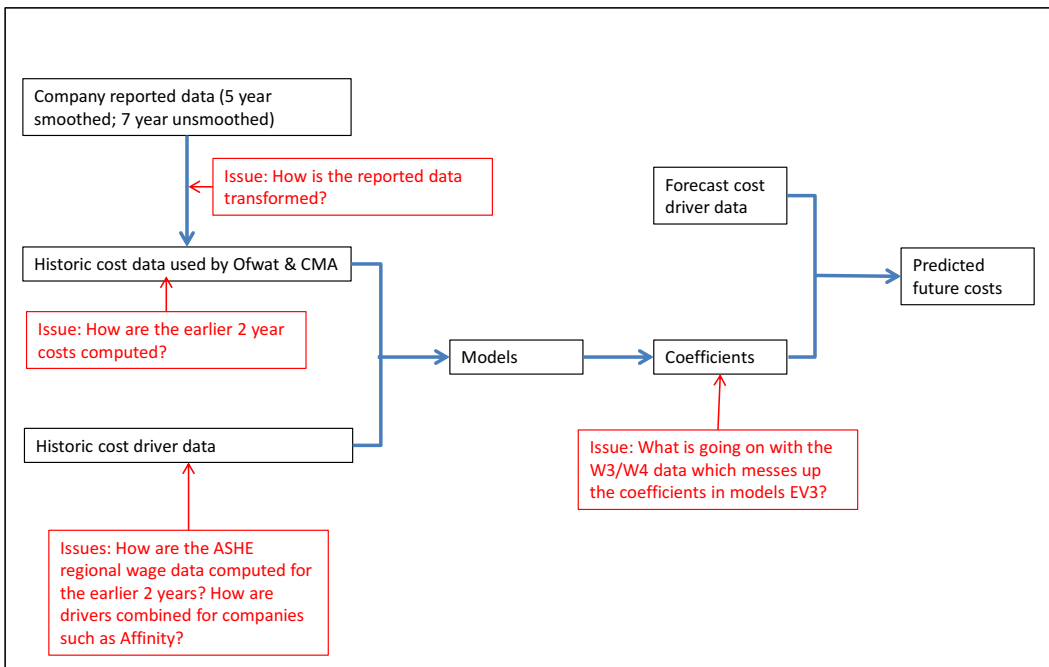 Company reported data (5 year
smoothed; 7 year unsmoothed)
Issue: How is the reported data
transformed?
Forecast cost
driver data
Historic cost data used by Ofwat & CMA
Predicted
future costs
Issue: How are the earlier 2 year
costs computed?
Models
Coefficients
Historic cost driver data
Issue: What is going on with the
W3/W4 data which messes up
the coefficients in models EV3?
Issues: How are the ASHE
regional wage data computed for
the earlier 2 years? How are
drivers combined for companies
such as Affinity?